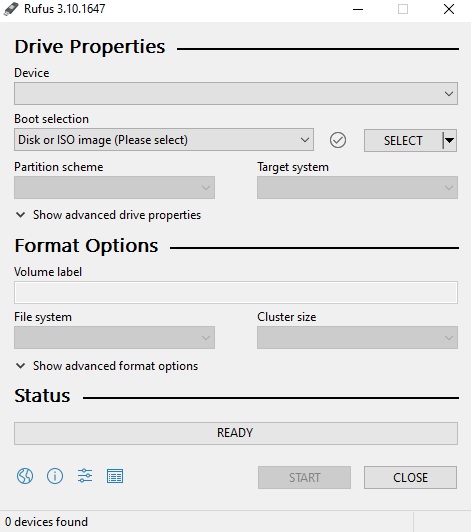 Rufus 3.10.1647
Drive Properties
Device
Boot selection
Disk or ISO image (Please select)
SELECT
Partition scheme
Target system
Show advanced drive properties
Format Options
Volume label
File system
Cluster size
Show advanced format options
Status
READY
START
CLOSE
0 devices found